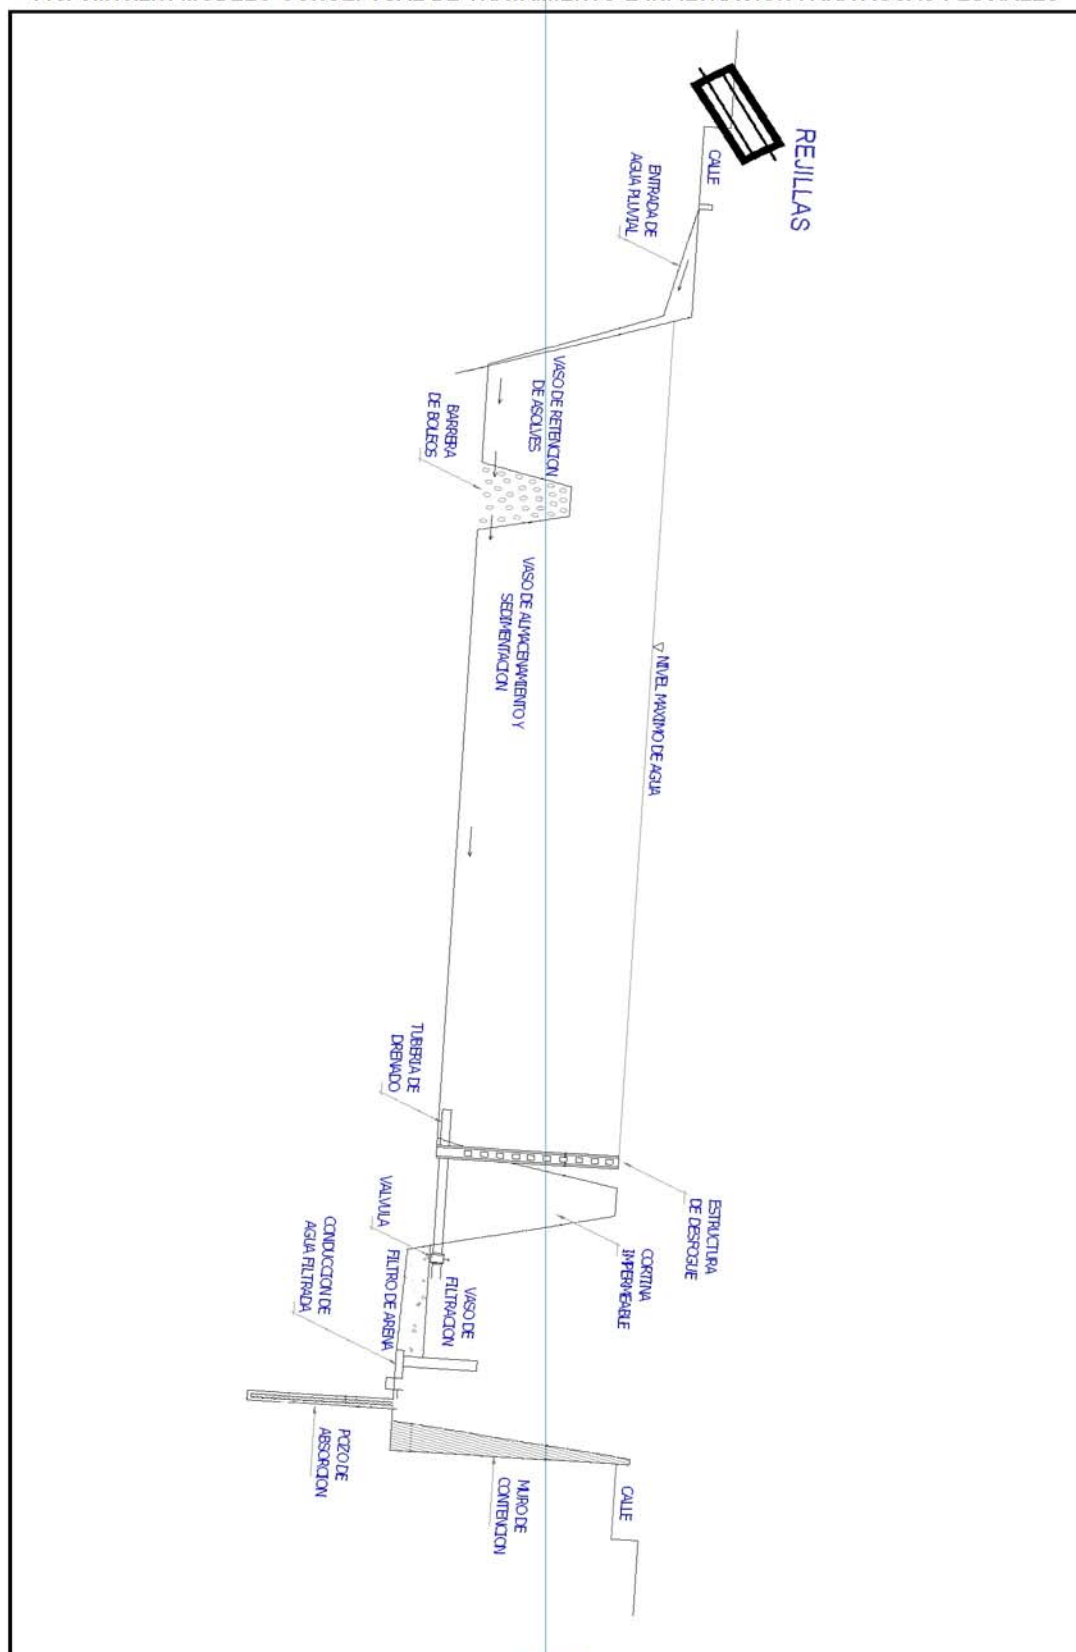 REJILLAS
CALLE
ENTRADA DE
AGUA PLUVIAL
VASO DE RETENCION
DE ASOLVES
BARRERA
DE BOLEOS
VASO DE ALMACENAMIENTO Y
SEDIMENTACION
NIVEL MAXIMO DE AGUA
TUBERIA DE
DRENADO
ESTRUCTURA
DE DESFOGUE
VALVULA
CORTINA
IMPERMEABLE
CONDUCCION DE
AGUA FILTRADA
FILTRO DE ARENA
VASO DE
FILTRACION
POZO DE
ABSORCION
MURO DE
CONTENCION
CALLE